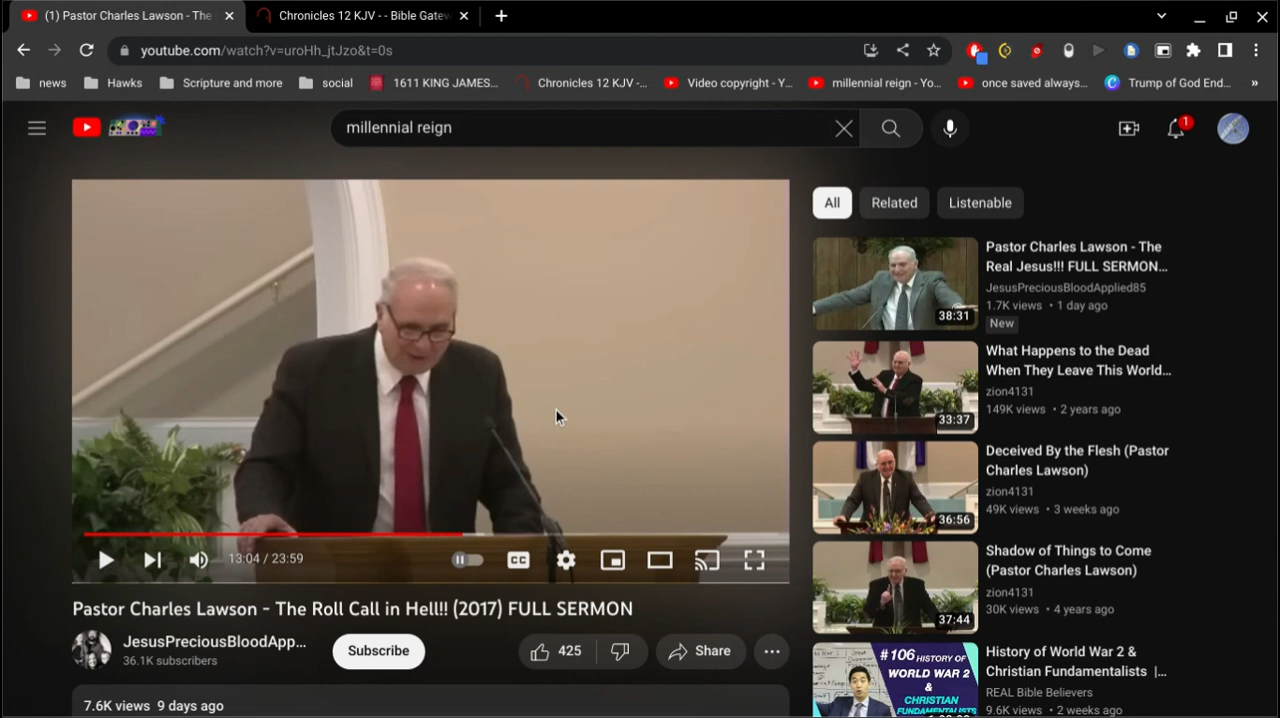 (1) Pastor Charles Lawson - The
Chronicles 12 KJV - - Bible Gatew
youtube.com/watch?v=uroHh_jtJzo&t=0s
news Hawks Scripture and more social 1611 KING JAMES... Chronicles 12 KJV -... Video copyright - Y... millennial reign - Yo... once saved always... Trump of God End... »
millennial reign
1
All Related Listenable
Pastor Charles Lawson - The
Real Jesus!!! FULL SERMON...
JesusPreciousBloodApplied85
1.7K views • 1 day ago
New
38:31
What Happens to the Dead
When They Leave This World...
zion4131
149K views • 2 years ago
33:37
Deceived By the Flesh (Pastor
Charles Lawson)
zion4131
49K views • 3 weeks ago
36:56
Shadow of Things to Come
(Pastor Charles Lawson)
zion4131
30K views • 4 years ago
37:44
#106 HISTORY OF
WORLD WAR 2
&
CHRISTIAN
FUNDAMENTALISTS
History of World War 2 &
Christian Fundamentalists |...
REAL Bible Believers
9.6K views • 2 weeks ago
13:04 / 23:59
CC
Pastor Charles Lawson - The Roll Call in Hell!! (2017) FULL SERMON
JesusPreciousBloodApp...
36.1K subscribers
Subscribe
425
Share
7.6K views 9 days ago